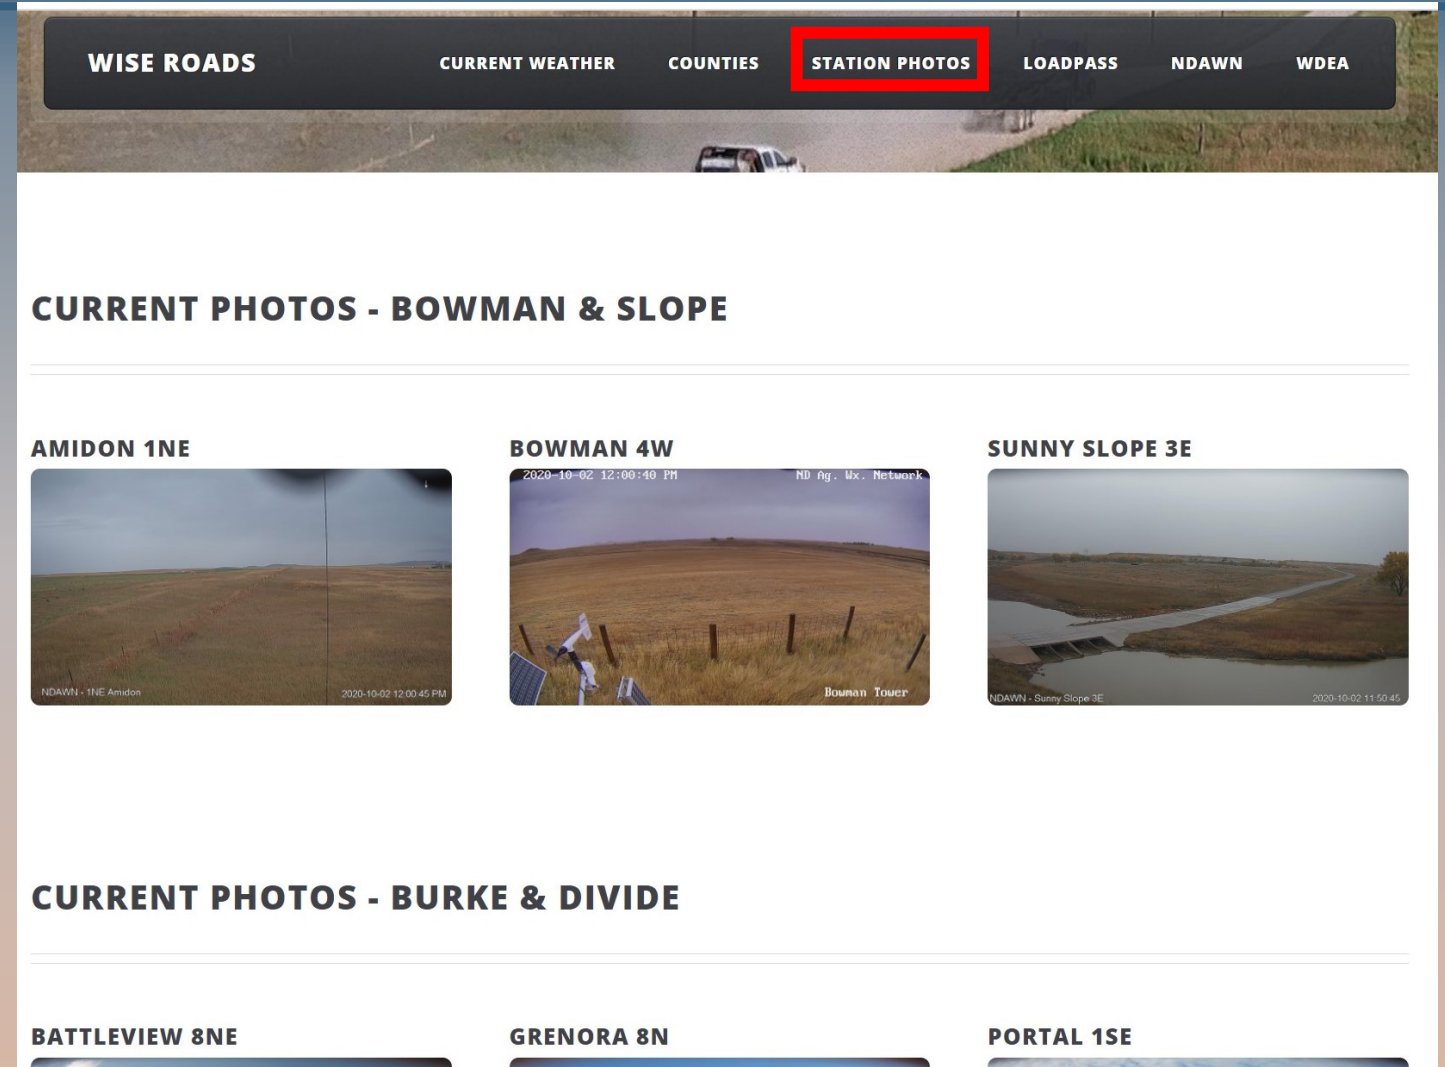 WISE ROADS CURRENT WEATHER COUNTIES STATION PHOTOS LOADPASS NDAWN WDEA
CURRENT PHOTOS - BOWMAN & SLOPE
AMIDON 1NE
BOWMAN 4W
SUNNY SLOPE 3E
NDAWN - 1NE Amidon 2020-10-02 12:00:45 PM
2020-10-02 12:00:40 PM ND Ag. Wx. Network
Bowman Tower
NDAWN - Sunny Slope 3E 2020-10-02 11:50:45
CURRENT PHOTOS - BURKE & DIVIDE
BATTLEVIEW 8NE
GRENORA 8N
PORTAL 1SE